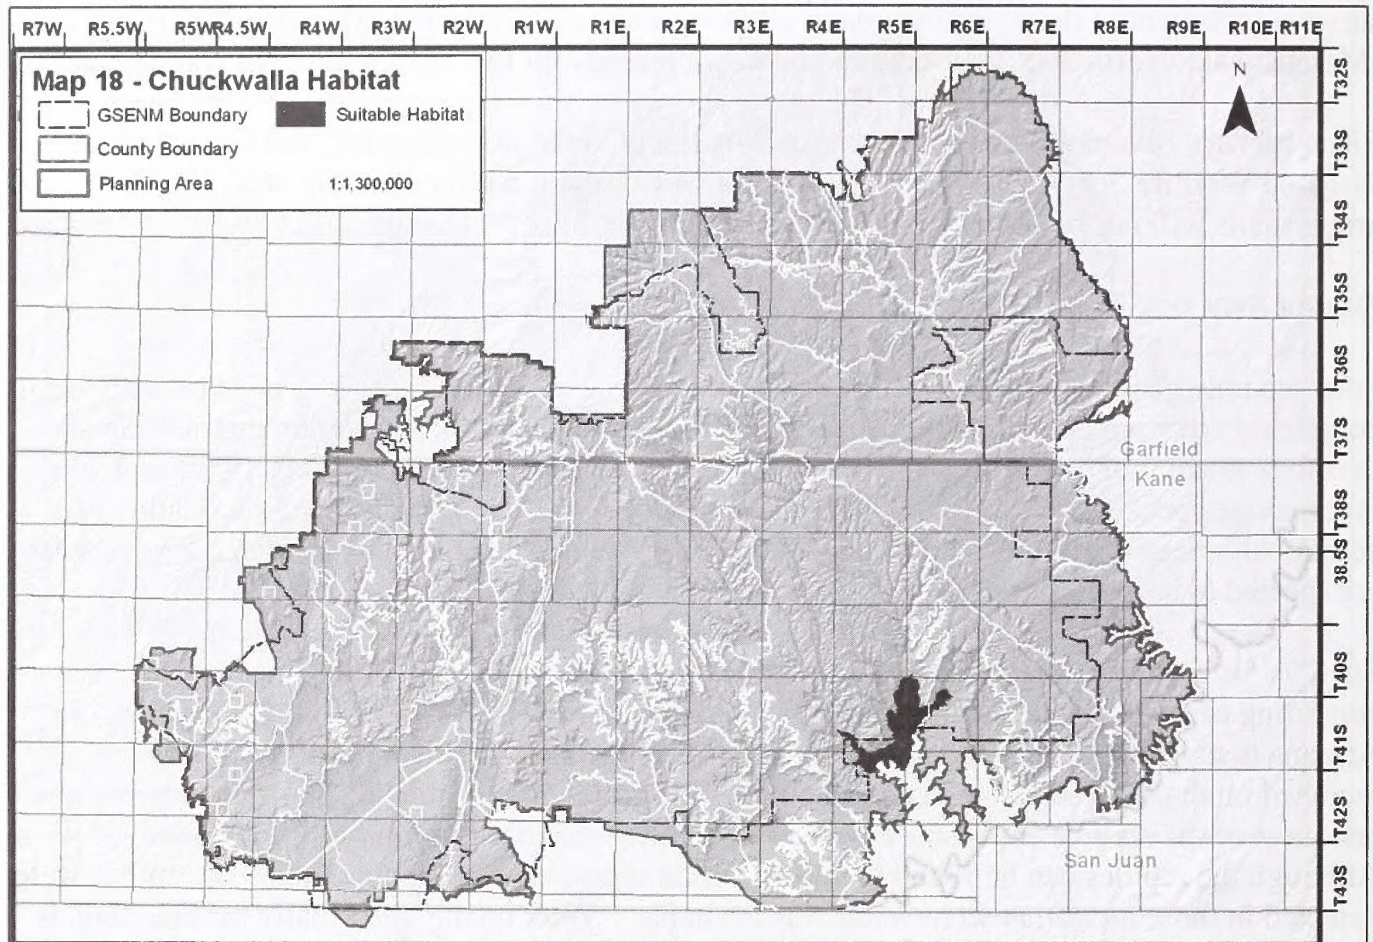 R7W R5.5W R5W R4.5W R4W R3W R2W R1W R1E R2E R3E R4E R5E R6E R7E R8E R9E R10E R11E
Map 18 - Chuckwalla Habitat
GSENM Boundary
Suitable Habitat
County Boundary
Planning Area
1:1,300,000
N
T32S
T33S
T34S
T35S
T36S
T37S
T38S
38.5S
T40S
T41S
T42S
T43S
Garfield
Kane
San Juan